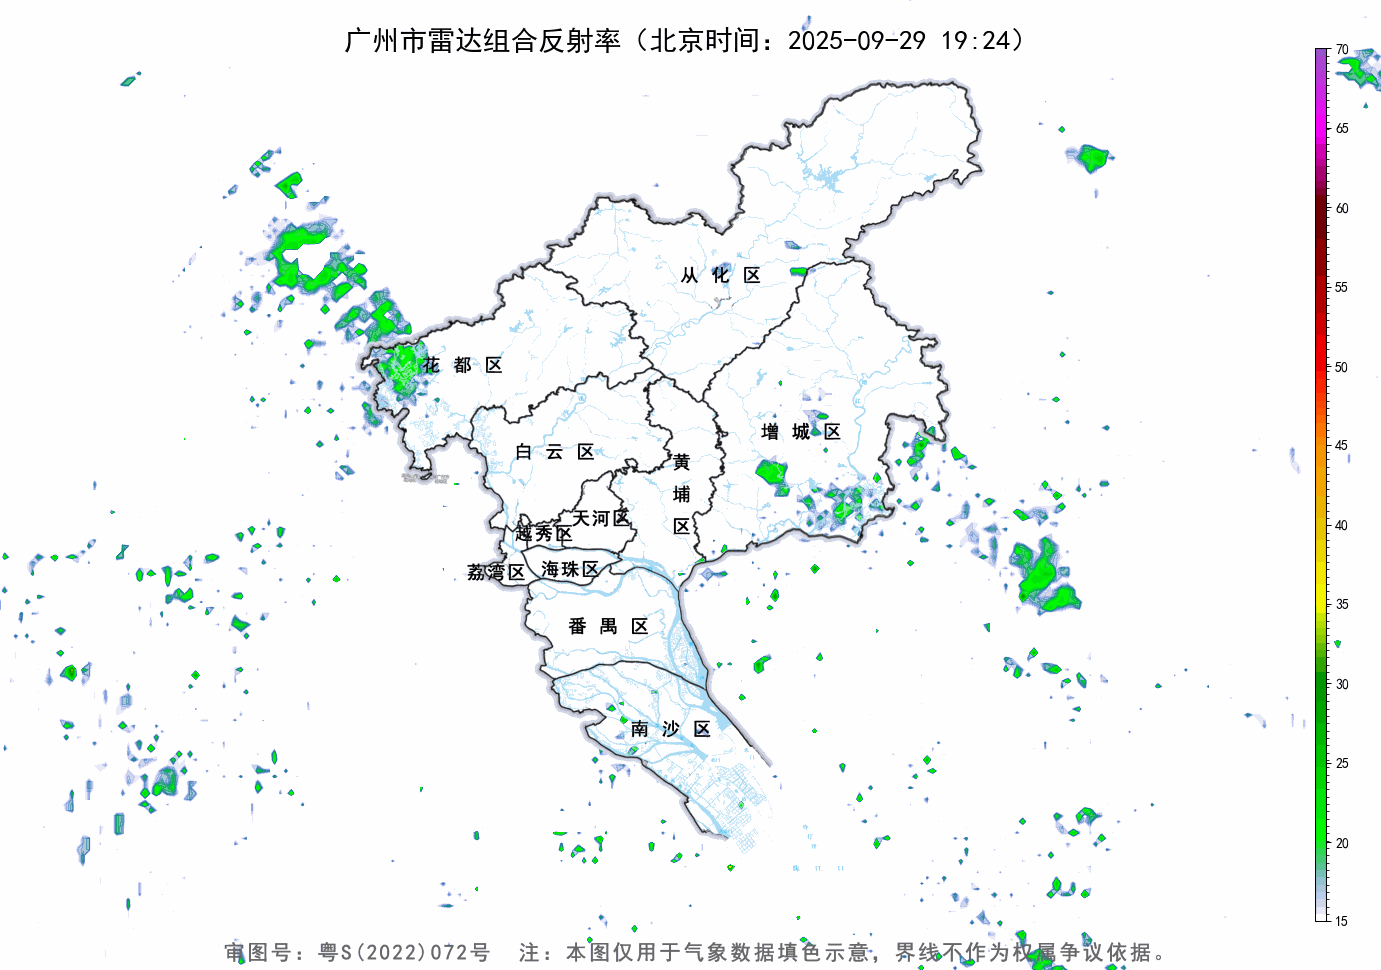 广州市雷达组合反射率（北京时间：2025-09-29 19:24）
70
65
60
55
50
45
40
35
30
25
20
15
从化区
花都区
增城区
白云区
黄埔区
天河区
越秀区
荔湾区
海珠区
番禺区
南沙区
审图号：粤S(2022)072号 注：本图仅用于气象数据填色示意，界线不作为权属争议依据。